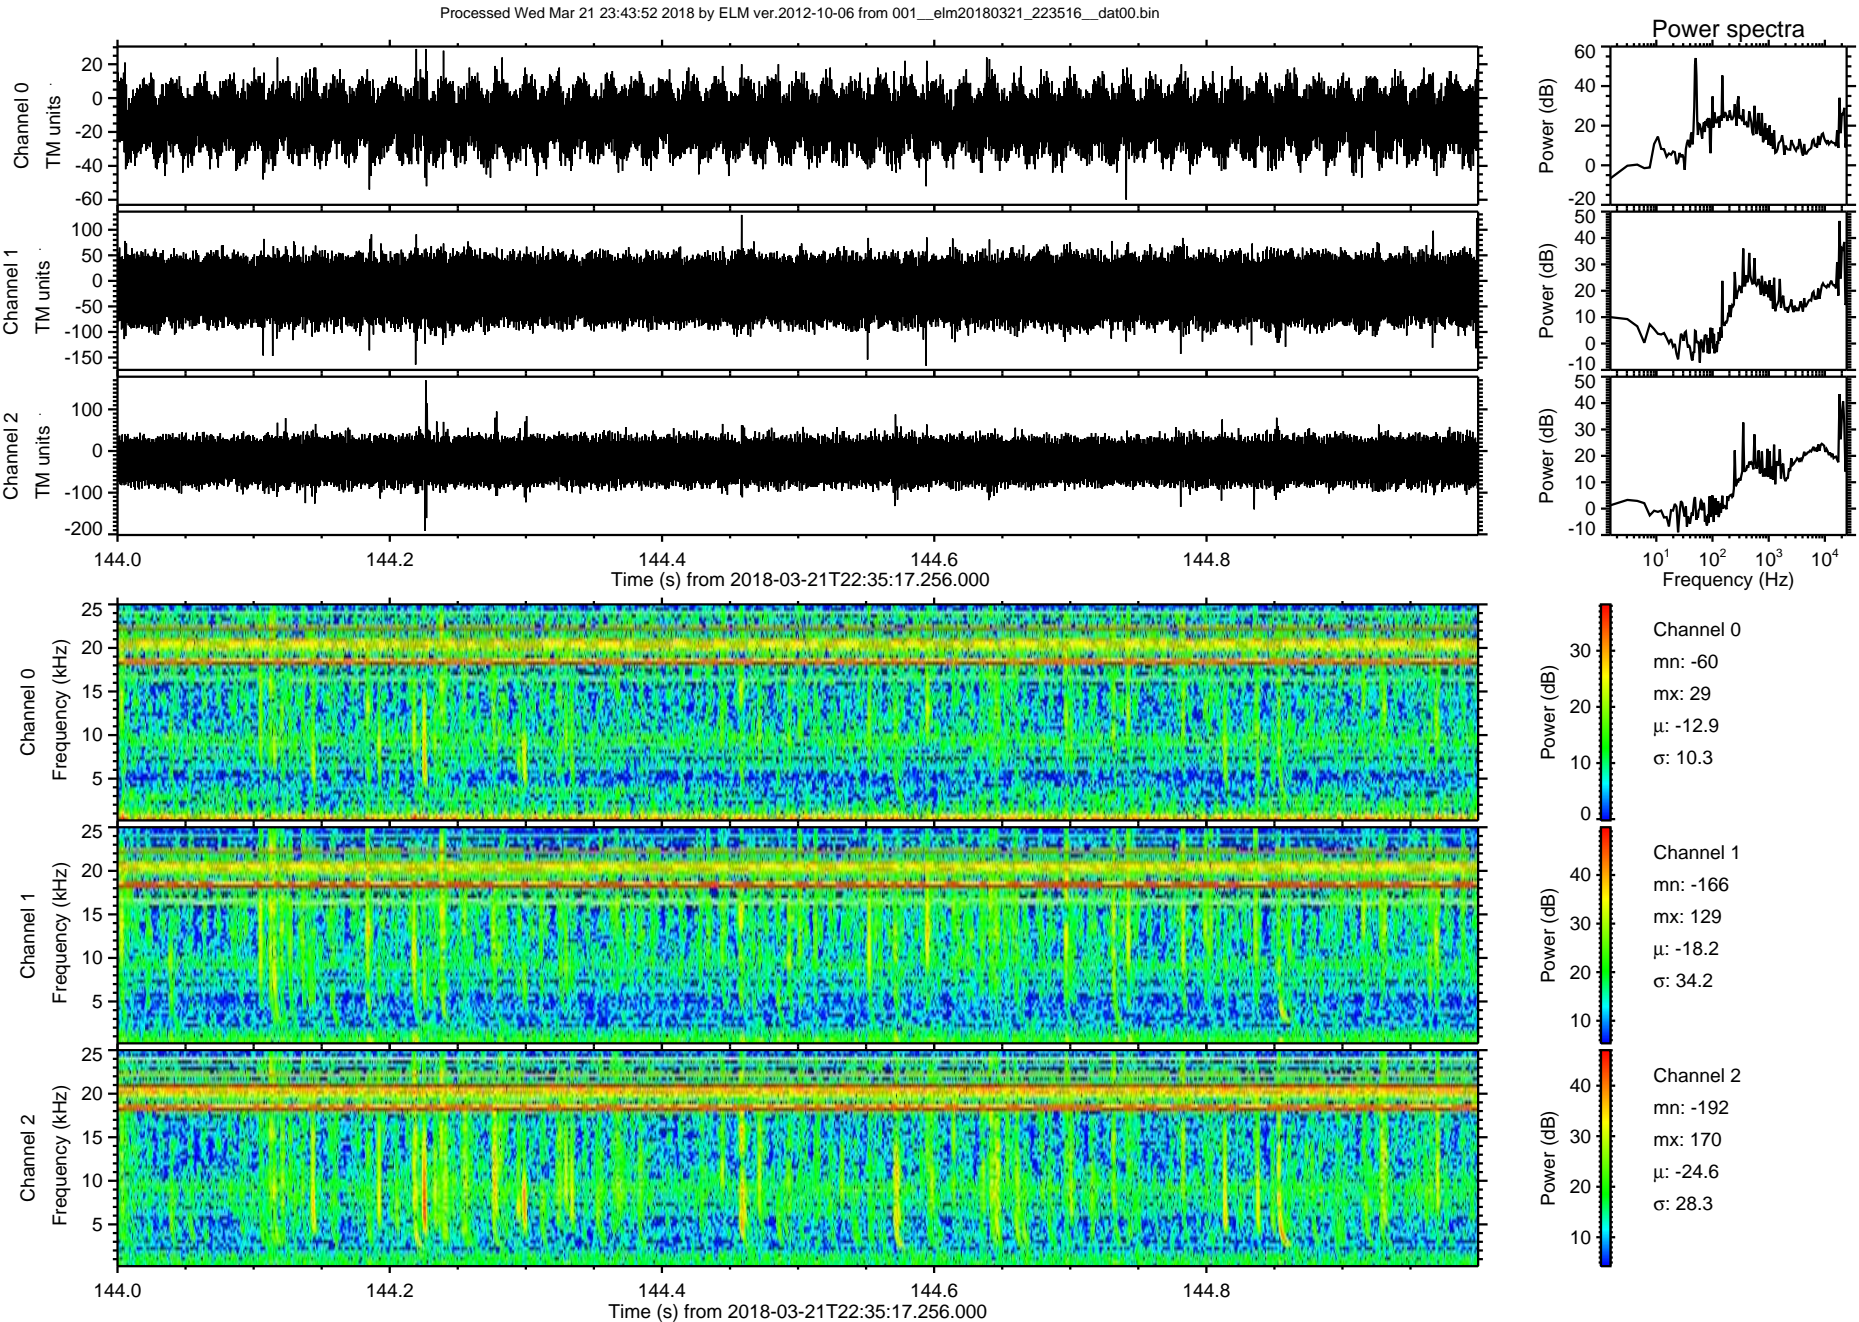 Processed Wed Mar 21 23:43:52 2018 by ELM ver.2012-10-06 from 001__elm20180321_223516__dat00.bin
Power spectra
Channel 0
TM units
20
0
-20
-40
-60
Power (dB)
60
40
20
0
-20
Channel 1
TM units
100
50
0
-50
-100
-150
Power (dB)
50
40
30
20
10
0
-10
Channel 2
TM units
100
0
-100
-200
Power (dB)
50
40
30
20
10
0
-10
144.0 144.2 144.4 144.6 144.8
Time (s) from 2018-03-21T22:35:17.256.000
10¹ 10² 10³ 10⁴
Frequency (Hz)
Channel 0
Frequency (kHz)
25
20
15
10
5
Power (dB)
30
20
10
0
Channel 0
mn: -60
mx: 29
μ: -12.9
σ: 10.3
Channel 1
Frequency (kHz)
25
20
15
10
5
Power (dB)
40
30
20
10
Channel 1
mn: -166
mx: 129
μ: -18.2
σ: 34.2
Channel 2
Frequency (kHz)
25
20
15
10
5
Power (dB)
40
30
20
10
Channel 2
mn: -192
mx: 170
μ: -24.6
σ: 28.3
144.0 144.2 144.4 144.6 144.8
Time (s) from 2018-03-21T22:35:17.256.000